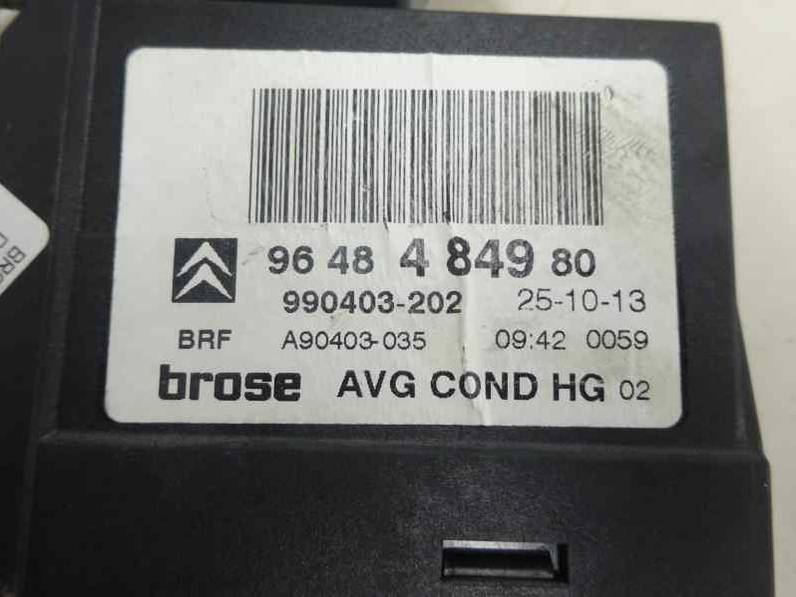 96 48 4 849 80
990403-202 25-10-13
BRF A90403-035 09:42 0059
brose AVG COND HG 02